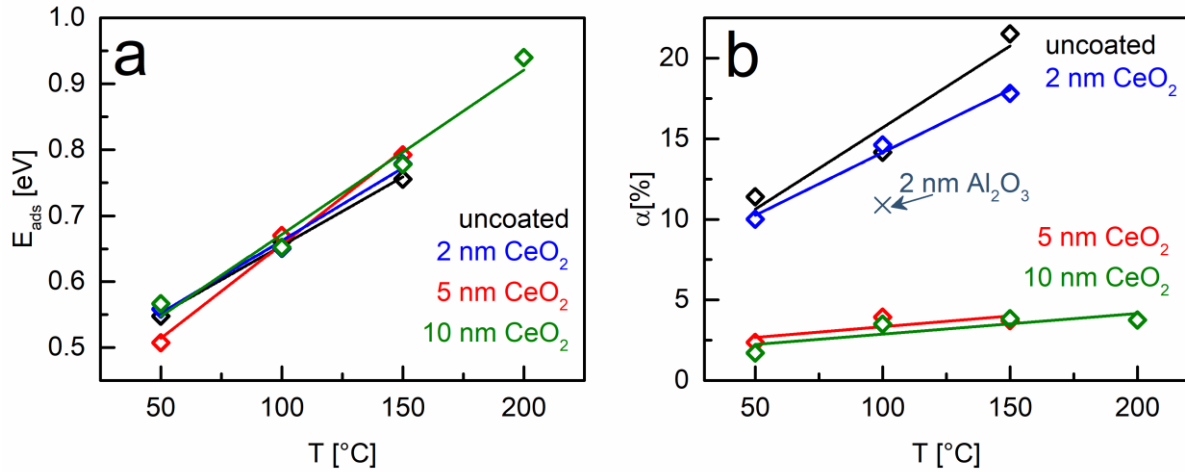 a
1.0
0.9
0.8
0.7
0.6
0.5
E_ads [eV]
uncoated
2 nm CeO₂
5 nm CeO₂
10 nm CeO₂
50
100
150
200
T [°C]
b
20
15
10
5
0
α[%]
uncoated
2 nm CeO₂
2 nm Al₂O₃
5 nm CeO₂
10 nm CeO₂
50
100
150
200
T [°C]